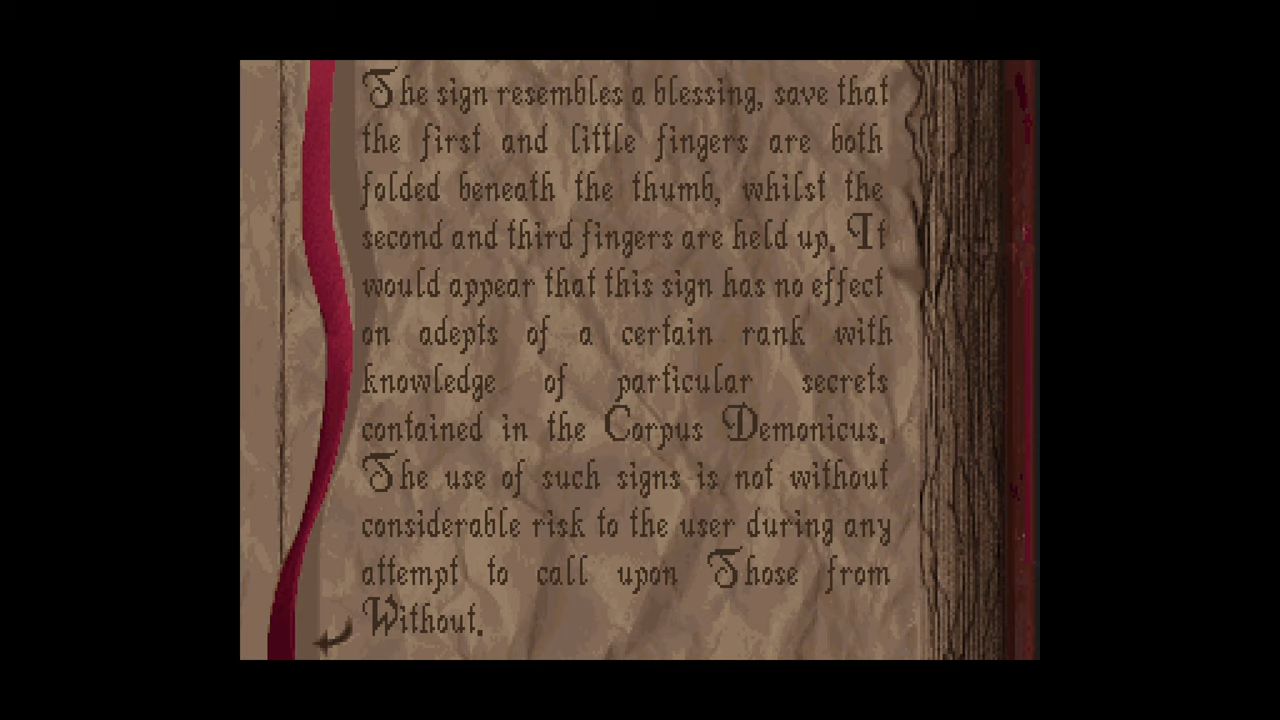 The sign resembles a blessing, save that
the first and little fingers are both
folded beneath the thumb, whilst the
second and third fingers are held up. It
would appear that this sign has no effect
on adepts of a certain rank with
knowledge of particular secrets
contained in the Corpus Demonicus.
The use of such signs is not without
considerable risk to the user during any
attempt to call upon Those from
Without.